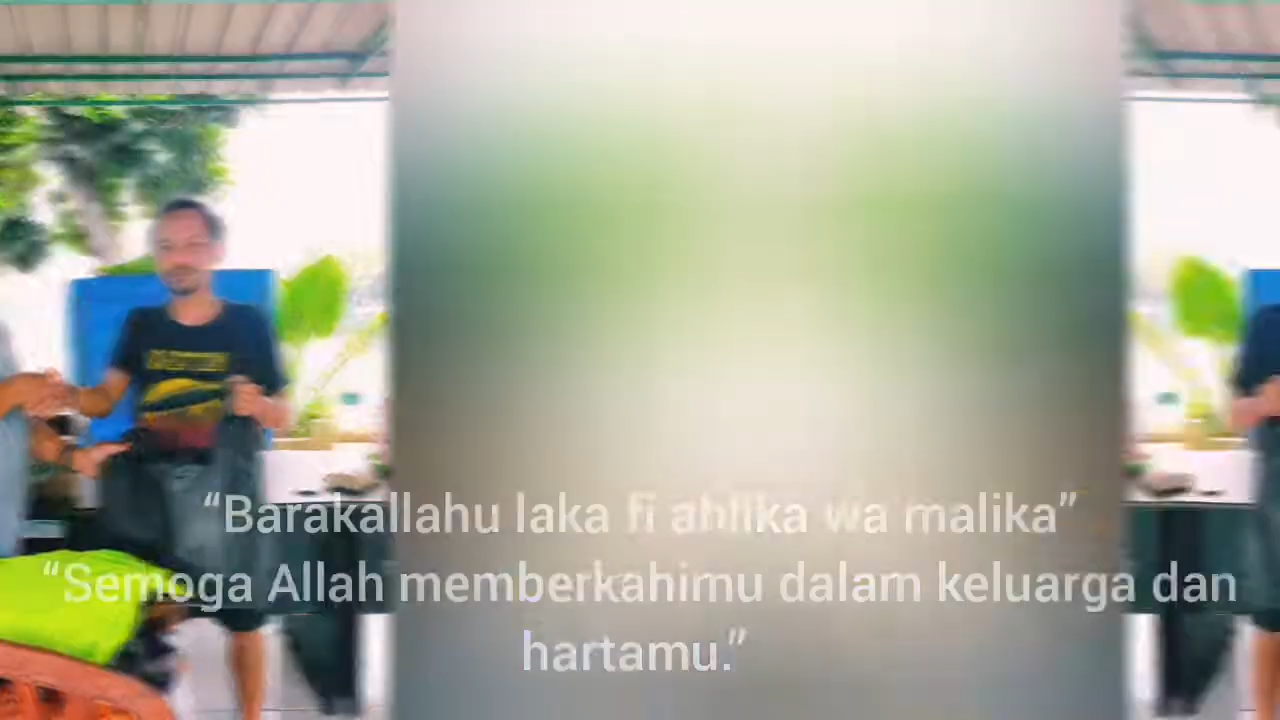 “Barakallahu laka fi ahlika wa malika”
“Semoga Allah memberkahimu dalam keluarga dan
hartamu.”